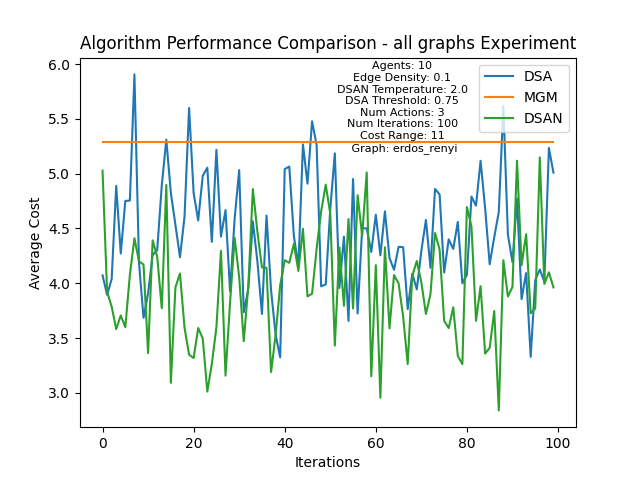 Algorithm Performance Comparison - all graphs Experiment
Agents: 10
Edge Density: 0.1
DSAN Temperature: 2.0
DSA Threshold: 0.75
Num Actions: 3
Num Iterations: 100
Cost Range: 11
Graph: erdos_renyi
DSA
MGM
DSAN
Average Cost
6.0
5.5
5.0
4.5
4.0
3.5
3.0
0 20 40 60 80 100
Iterations